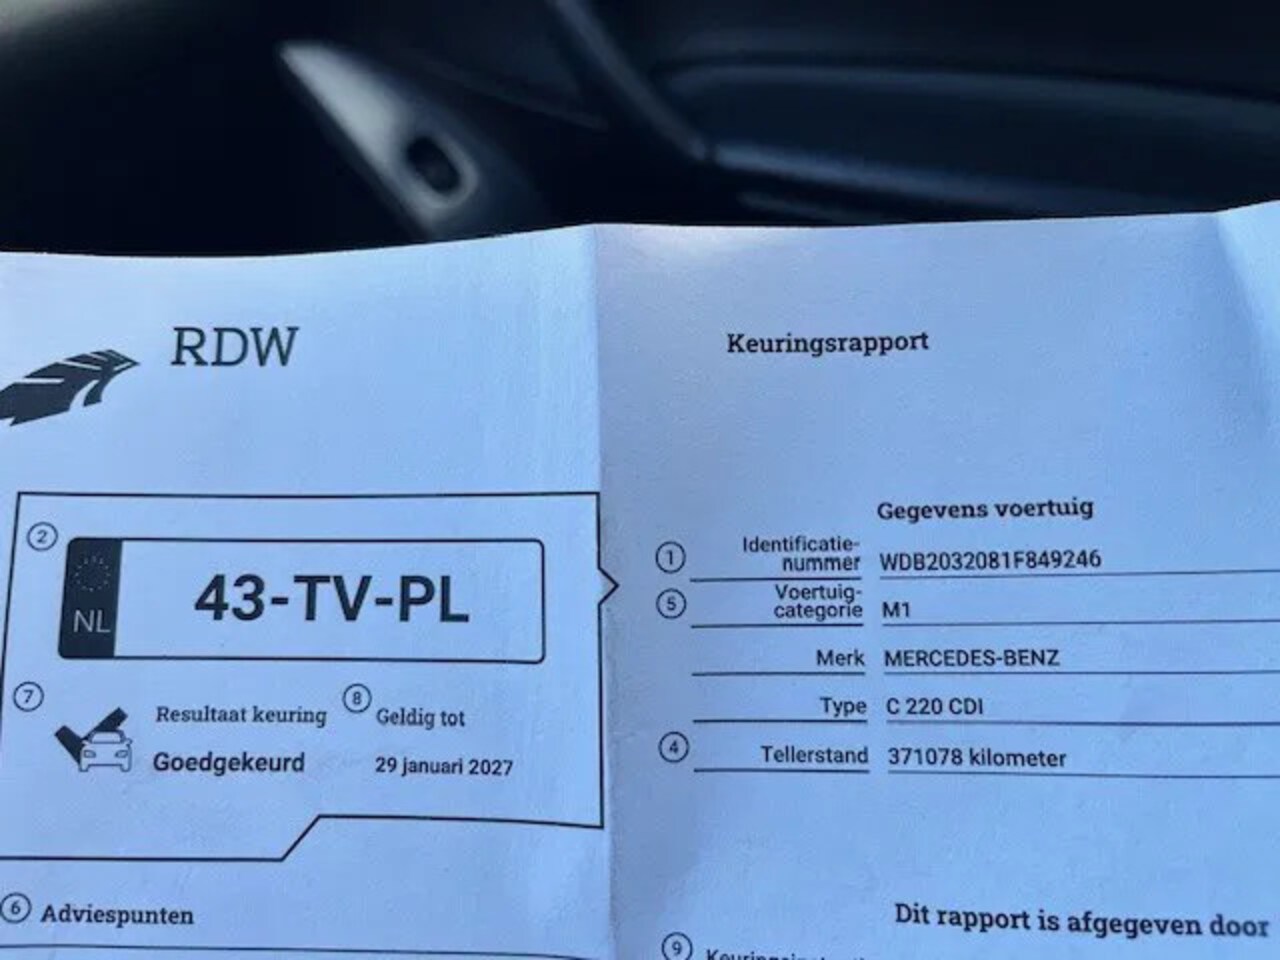 RDW
Keuringsrapport
2
NL
43-TV-PL
7
Resultaat keuring
Goedgekeurd
8
Geldig tot
29 januari 2027
6 Adviespunten
Gegevens voertuig
1 Identificatie-
nummer WDB2032081F849246
5 Voertuig-
categorie M1
Merk MERCEDES-BENZ
Type C 220 CDI
4 Tellerstand 371078 kilometer
Dit rapport is afgegeven door
9